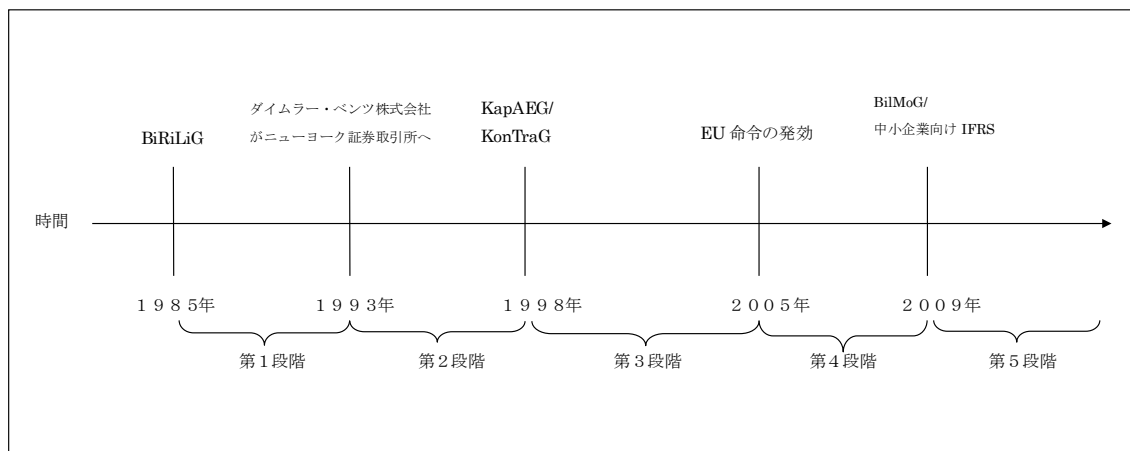 ダイムラー・ベンツ株式会社
がニューヨーク証券取引所へ
BiRiLiG
KapAEG/
KonTraG
EU 命令の発効
BilMoG/
中小企業向け IFRS
時間
１９８５年
１９９３年
１９９８年
２００５年
２００９年
第１段階
第２段階
第３段階
第４段階
第５段階